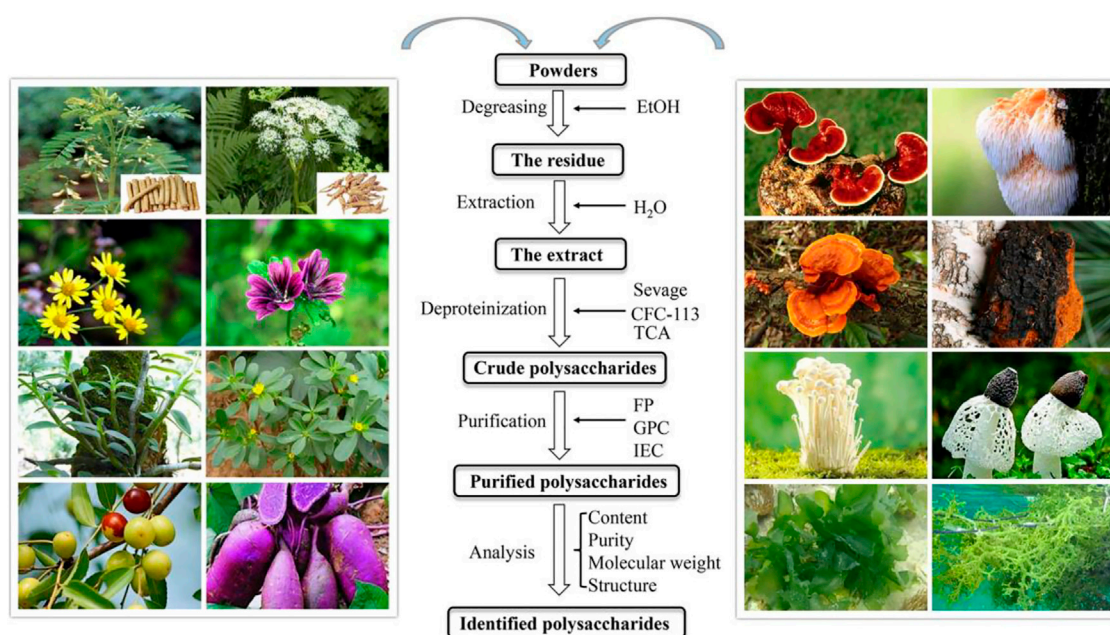 Powders
Degreasing
EtOH
The residue
Extraction
H₂O
The extract
Deproteinization
Sevage
CFC-113
TCA
Crude polysaccharides
Purification
FP
GPC
IEC
Purified polysaccharides
Analysis
Content
Purity
Molecular weight
Structure
Identified polysaccharides